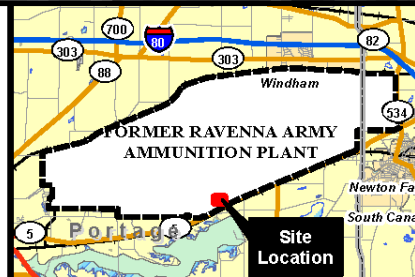 700
80
82
303
303
88
Windham
534
FORMER RAVENNA ARMY
AMMUNITION PLANT
Newton Fa
South Cana
5
Portage
Site
Location